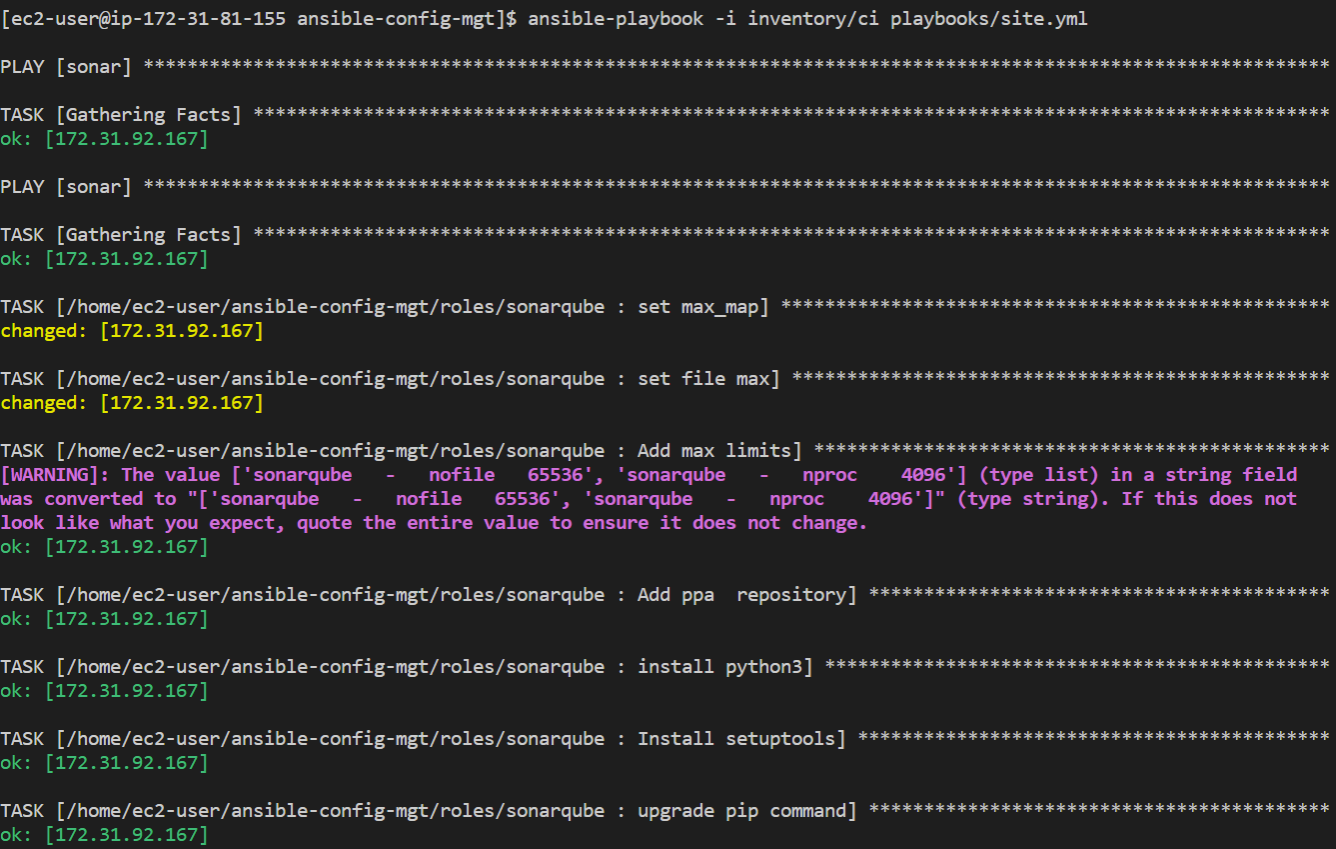 [ec2-user@ip-172-31-81-155 ansible-config-mgt]$ ansible-playbook -i inventory/ci playbooks/site.yml
PLAY [sonar] ************************************************************************************************************
TASK [Gathering Facts] **************************************************************************************************
ok: [172.31.92.167]
PLAY [sonar] ************************************************************************************************************
TASK [Gathering Facts] **************************************************************************************************
ok: [172.31.92.167]
TASK [/home/ec2-user/ansible-config-mgt/roles/sonarqube : set max_map] **************************************************
changed: [172.31.92.167]
TASK [/home/ec2-user/ansible-config-mgt/roles/sonarqube : set file max] *************************************************
changed: [172.31.92.167]
TASK [/home/ec2-user/ansible-config-mgt/roles/sonarqube : Add max limits] ***********************************************
[WARNING]: The value ['sonarqube   -   nofile   65536', 'sonarqube   -   nproc    4096'] (type list) in a string field
was converted to "['sonarqube   -   nofile   65536', 'sonarqube   -   nproc    4096']" (type string). If this does not
look like what you expect, quote the entire value to ensure it does not change.
ok: [172.31.92.167]
TASK [/home/ec2-user/ansible-config-mgt/roles/sonarqube : Add ppa  repository] ******************************************
ok: [172.31.92.167]
TASK [/home/ec2-user/ansible-config-mgt/roles/sonarqube : install python3] **********************************************
ok: [172.31.92.167]
TASK [/home/ec2-user/ansible-config-mgt/roles/sonarqube : Install setuptools] *******************************************
ok: [172.31.92.167]
TASK [/home/ec2-user/ansible-config-mgt/roles/sonarqube : upgrade pip command] ******************************************
ok: [172.31.92.167]